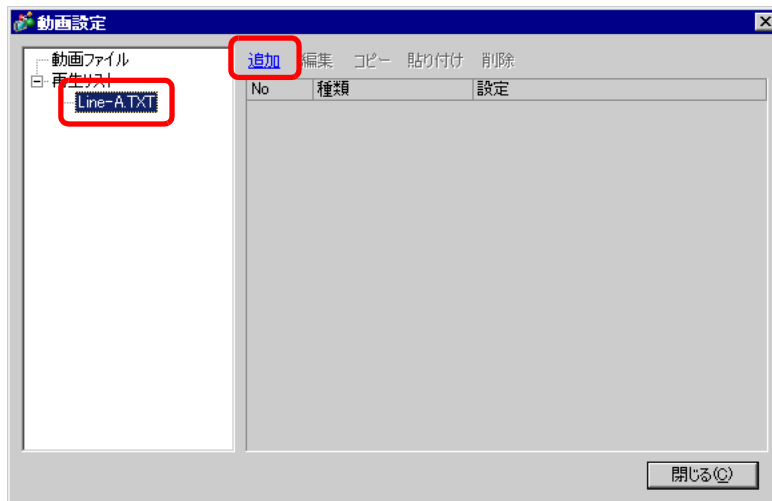 動画設定
動画ファイル
再生リスト
Line-A.TXT
追加 編集 コピー 貼り付け 削除
No 種類 設定
閉じる(C)